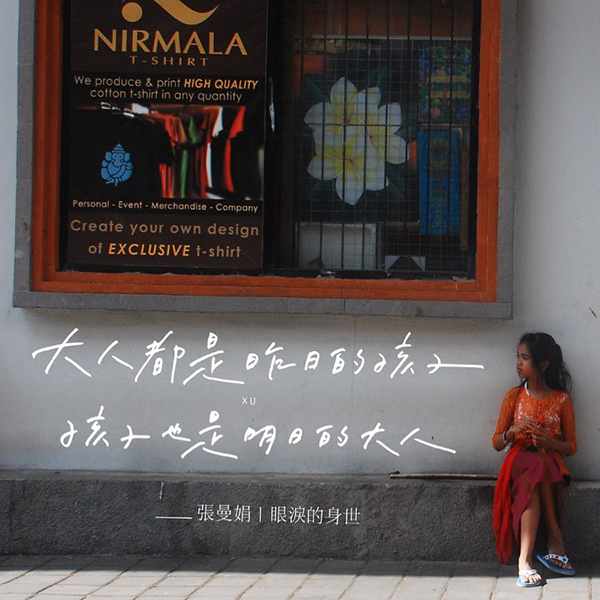 NIRMALA
T-SHIRT
We produce & print HIGH QUALITY
cotton t-shirt in any quantity
Personal - Event - Merchandise - Company
Create your own design
of EXCLUSIVE t-shirt
大人都是昨日的孩子
XU
孩子也是明日的大人
——張曼娟|眼淚的身世